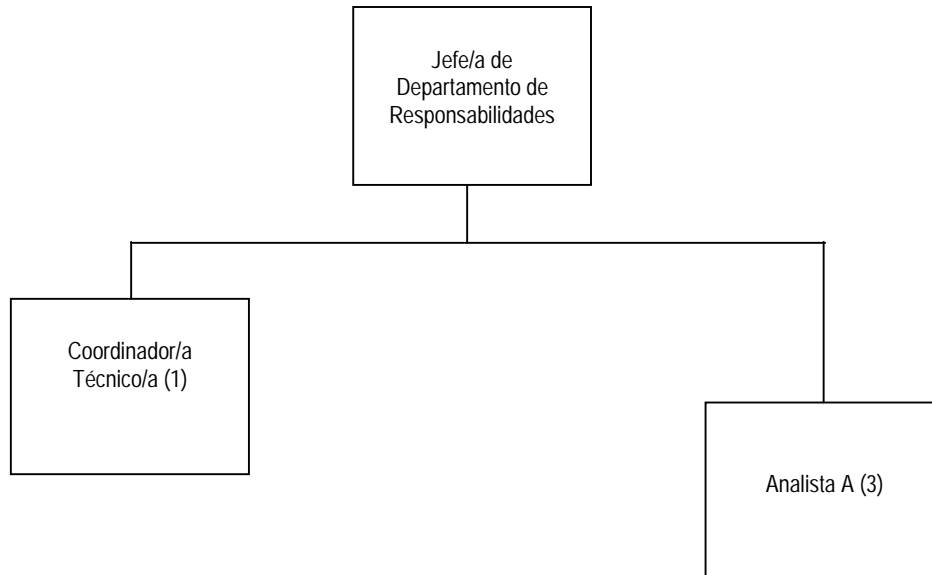 Jefe/a de
Departamento de
Responsabilidades
Coordinador/a
Técnico/a (1)
Analista A (3)